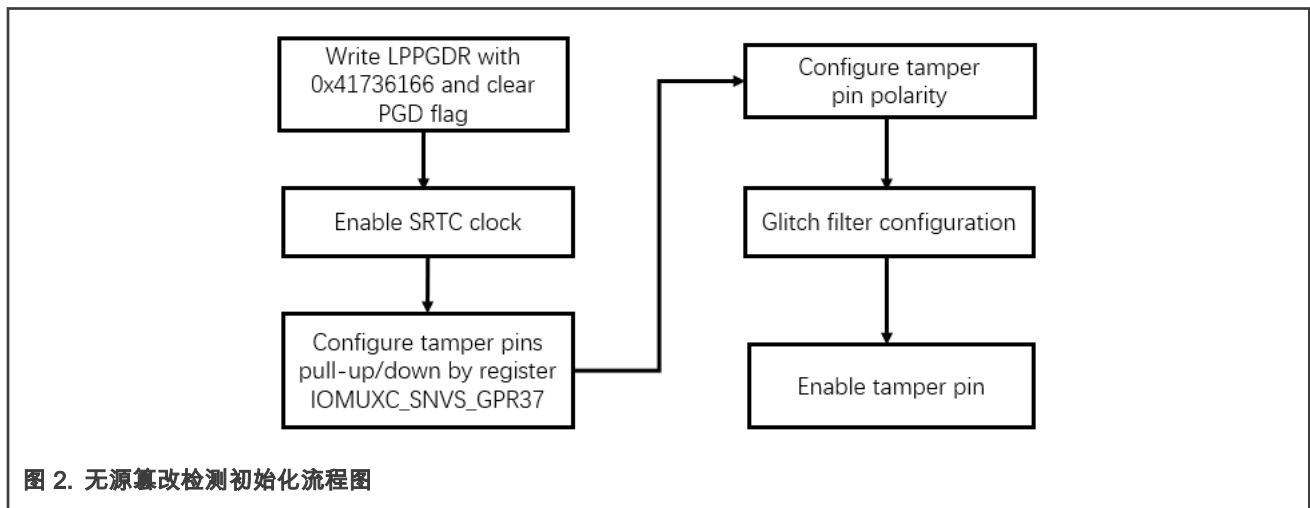 Write LPPGDR with
0x41736166 and clear
PGD flag
Enable SRTC clock
Configure tamper pins
pull-up/down by register
IOMUXC_SNVS_GPR37
Configure tamper
pin polarity
Glitch filter configuration
Enable tamper pin
图 2. 无源篡改检测初始化流程图